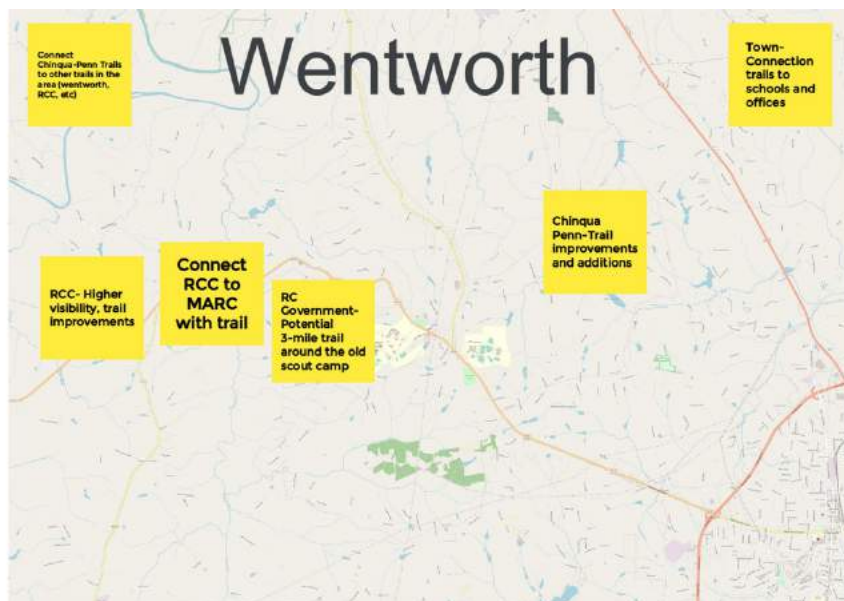 Wentworth
Connect
Chinqua-Penn Trails
to other trails in the
area (wentworth,
RCC, etc)
Town-
Connection
trails to
schools and
offices
Chinqua
Penn-Trail
improvements
and additions
RCC- Higher
visibility, trail
improvements
Connect
RCC to
MARC
with trail
RC
Government-
Potential
3-mile trail
around the old
scout camp